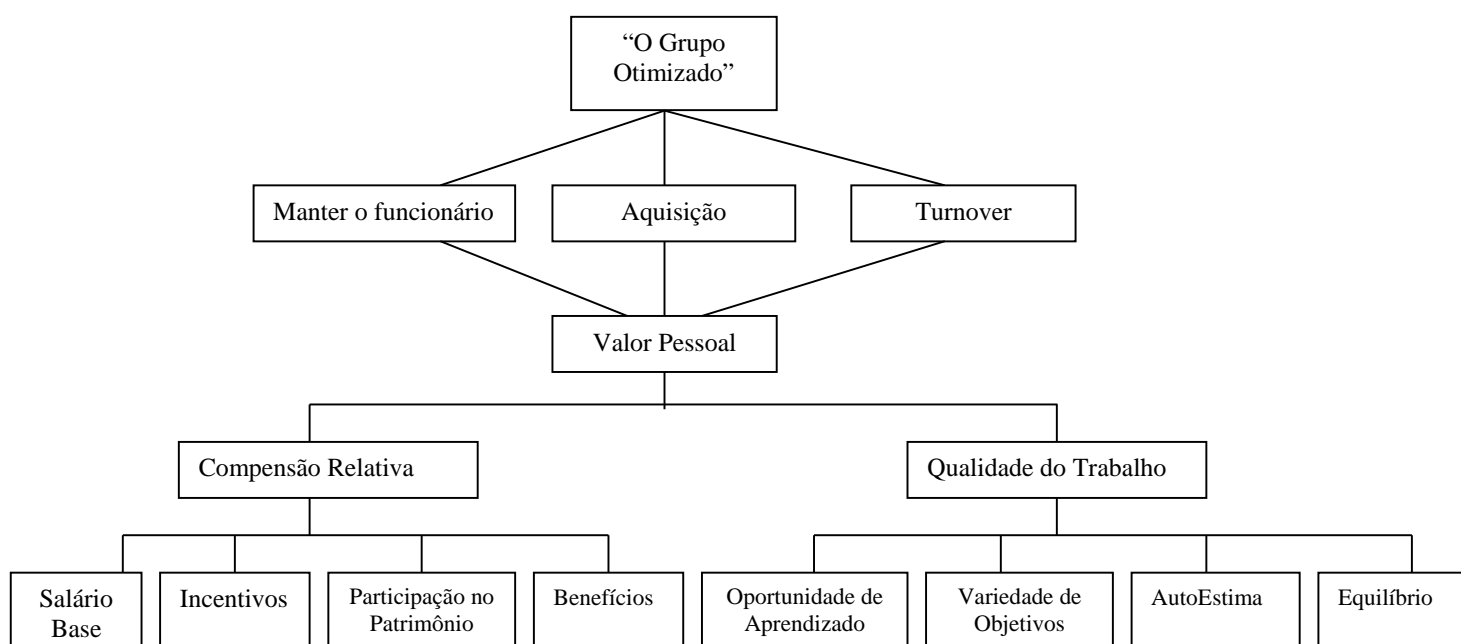 “O Grupo
Otimizado”
Manter o funcionário
Aquisição
Turnover
Valor Pessoal
Compensão Relativa
Qualidade do Trabalho
Salário
Base
Incentivos
Participação no
Patrimônio
Benefícios
Oportunidade de
Aprendizado
Variedade de
Objetivos
AutoEstima
Equilíbrio